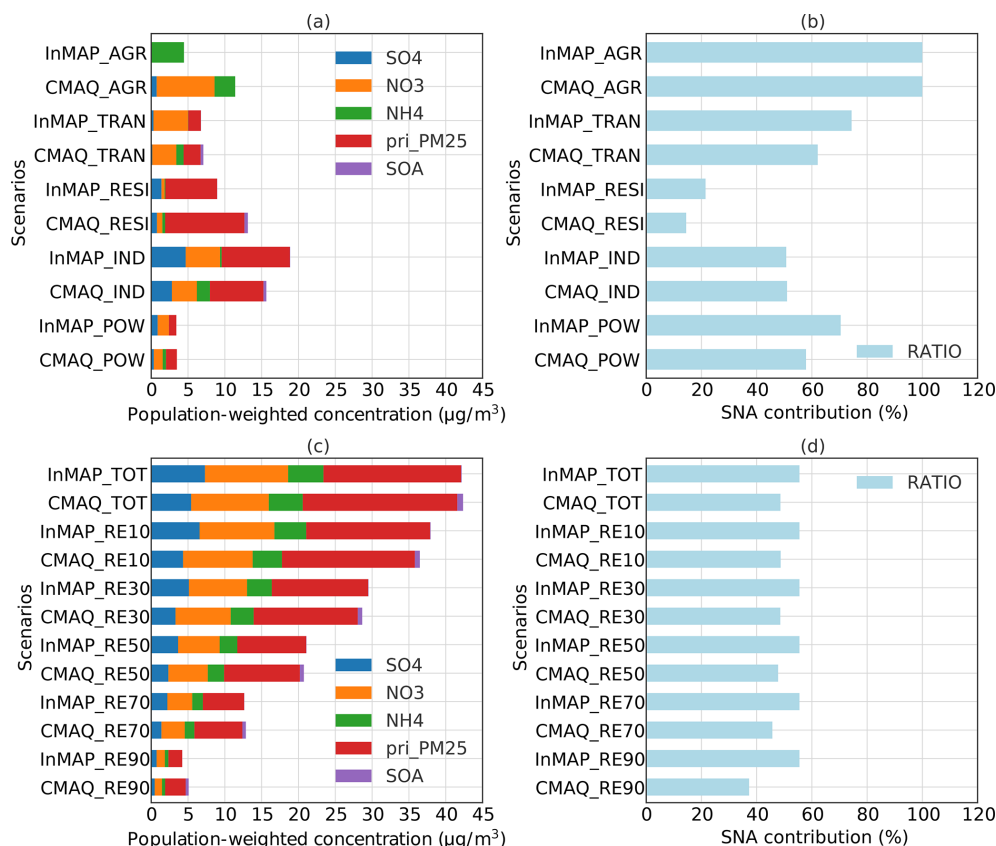 (a)
InMAP_AGR
CMAQ_AGR
InMAP_TRAN
CMAQ_TRAN
InMAP_RESI
CMAQ_RESI
InMAP_IND
CMAQ_IND
InMAP_POW
CMAQ_POW
Scenarios
SO4
NO3
NH4
pri_PM25
SOA
0 5 10 15 20 25 30 35 40 45
Population-weighted concentration (μg/m³)
(b)
InMAP_AGR
CMAQ_AGR
InMAP_TRAN
CMAQ_TRAN
InMAP_RESI
CMAQ_RESI
InMAP_IND
CMAQ_IND
InMAP_POW
CMAQ_POW
Scenarios
RATIO
0 20 40 60 80 100 120
SNA contribution (%)
(c)
InMAP_TOT
CMAQ_TOT
InMAP_RE10
CMAQ_RE10
InMAP_RE30
CMAQ_RE30
InMAP_RE50
CMAQ_RE50
InMAP_RE70
CMAQ_RE70
InMAP_RE90
CMAQ_RE90
Scenarios
SO4
NO3
NH4
pri_PM25
SOA
0 5 10 15 20 25 30 35 40 45
Population-weighted concentration (μg/m³)
(d)
InMAP_TOT
CMAQ_TOT
InMAP_RE10
CMAQ_RE10
InMAP_RE30
CMAQ_RE30
InMAP_RE50
CMAQ_RE50
InMAP_RE70
CMAQ_RE70
InMAP_RE90
CMAQ_RE90
Scenarios
RATIO
0 20 40 60 80 100 120
SNA contribution (%)